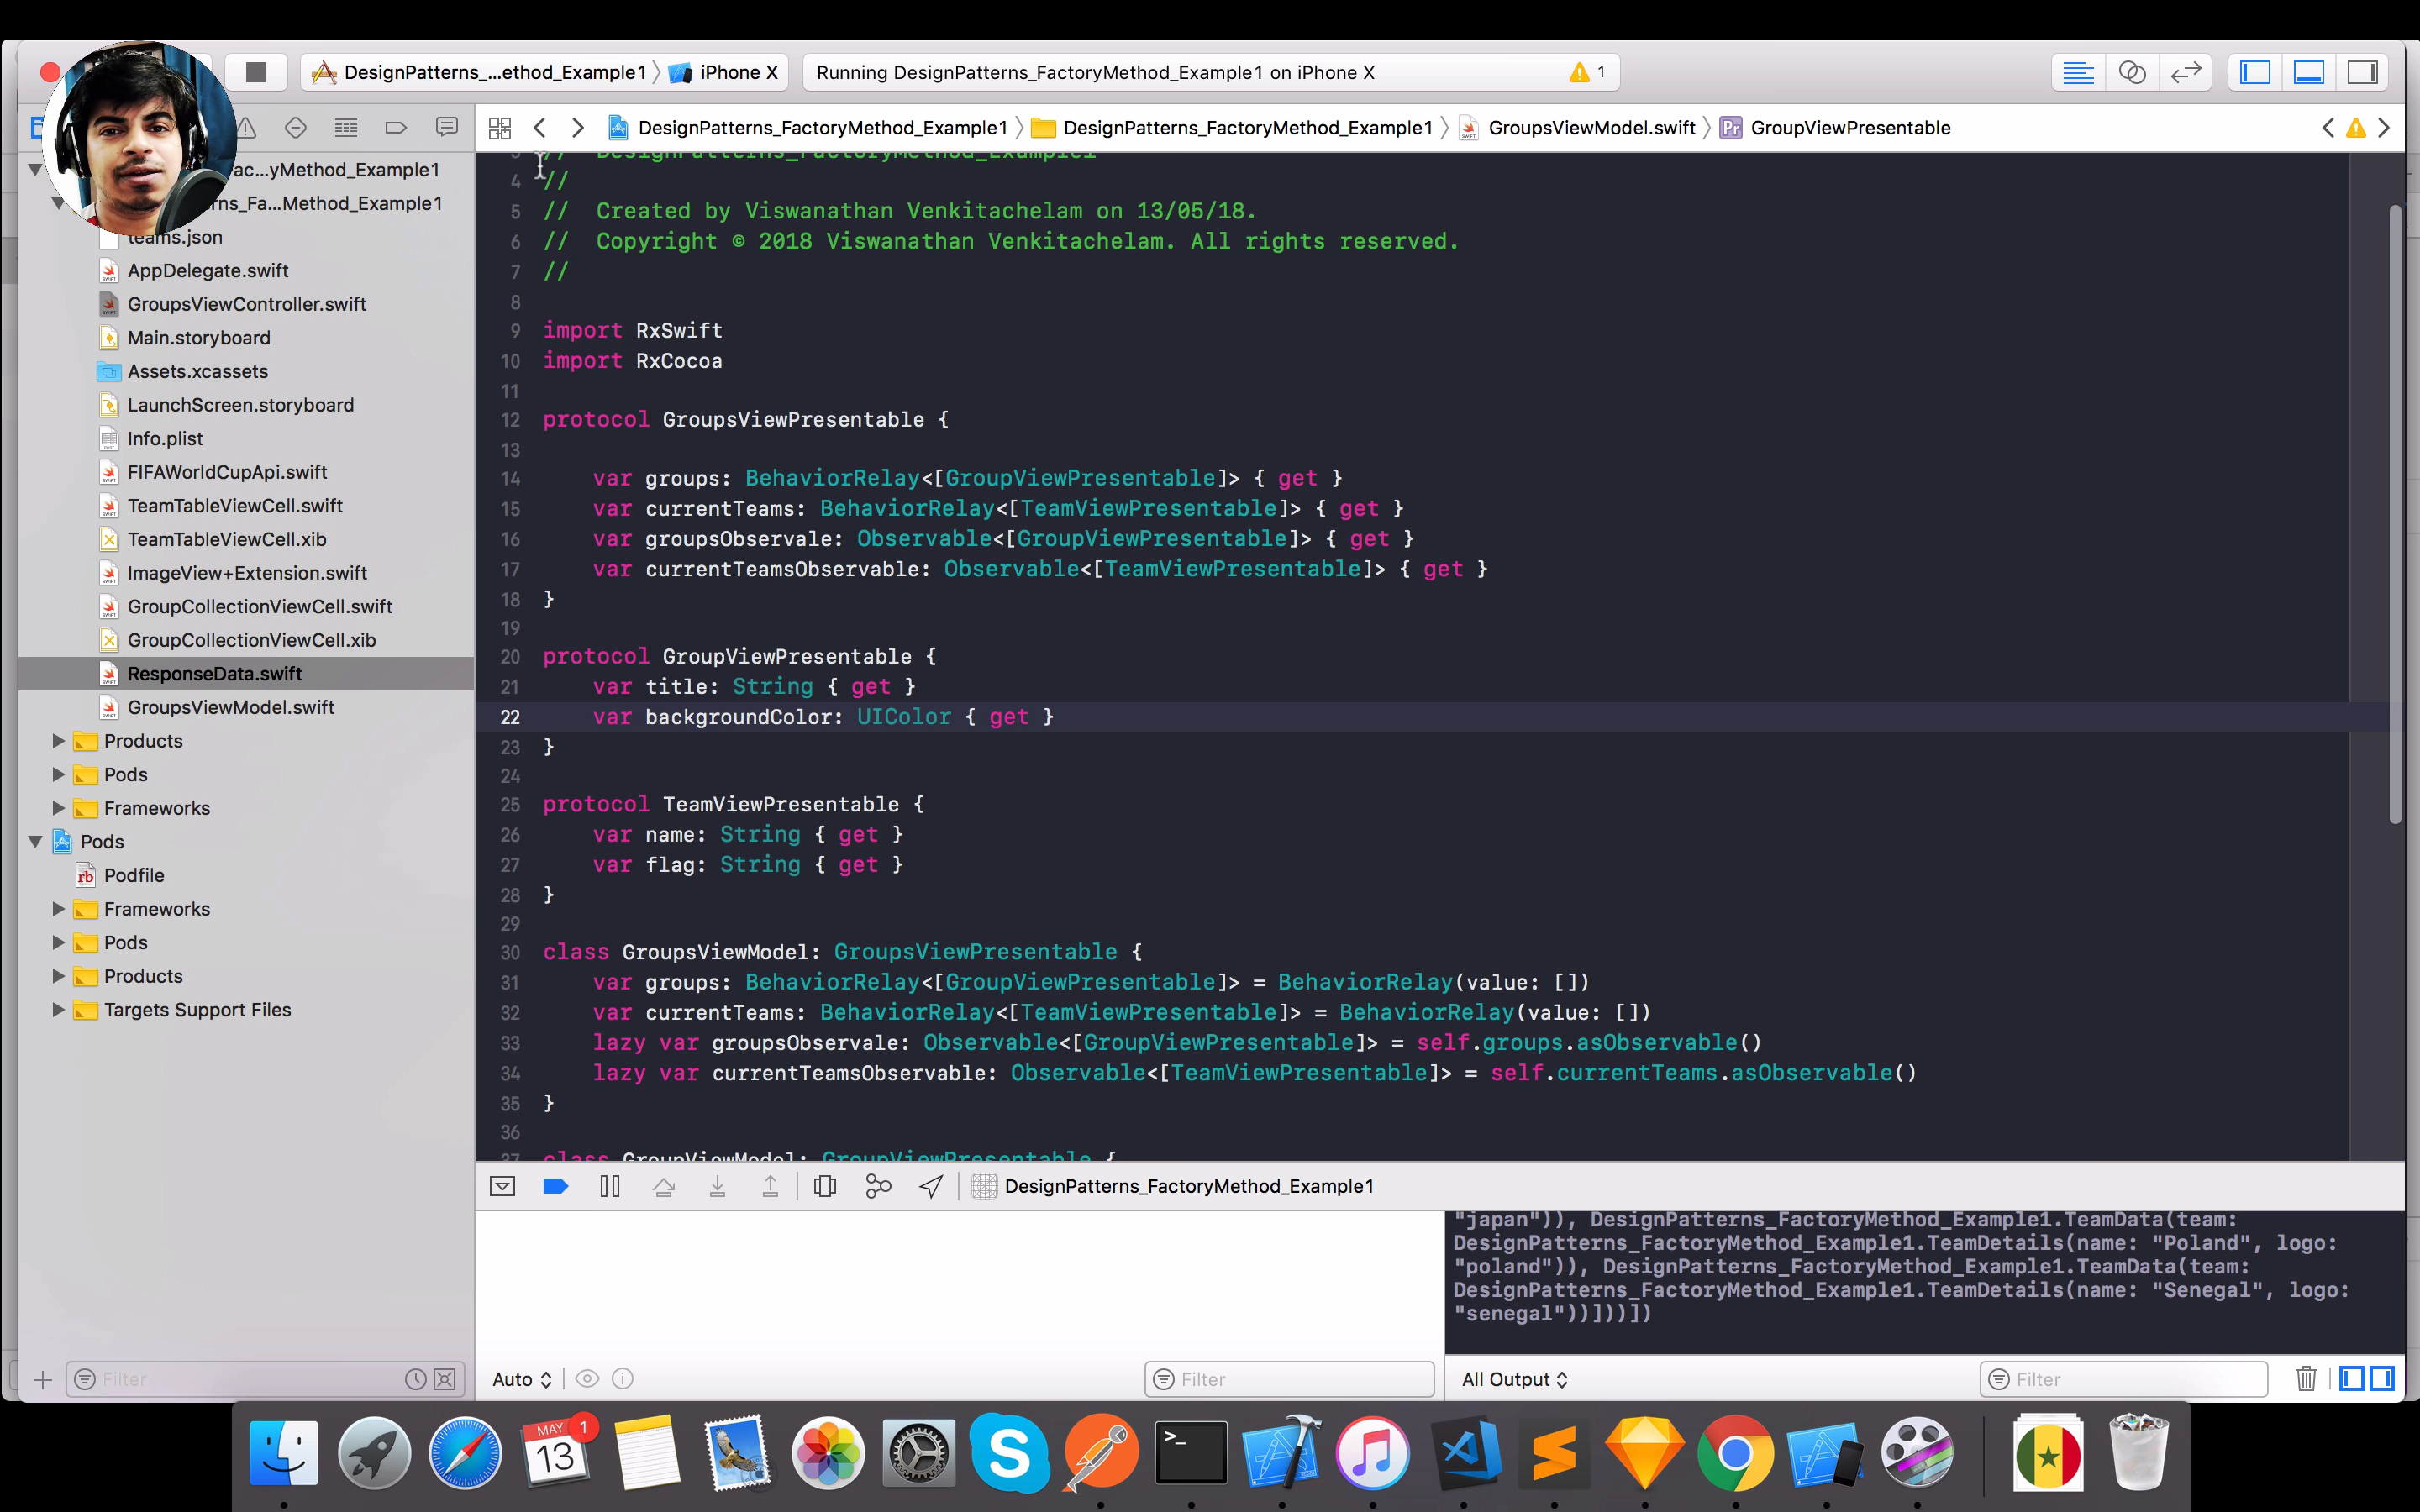 DesignPatterns_...ethod_Example1
iPhone X
Running DesignPatterns_FactoryMethod_Example1 on iPhone X
1
DesignPatterns_FactoryMethod_Example1
DesignPatterns_FactoryMethod_Example1
GroupsViewModel.swift
Pr
GroupViewPresentable
ac...yMethod_Example1
rns_Fa...Method_Example1
teams.json
AppDelegate.swift
GroupsViewController.swift
Main.storyboard
Assets.xcassets
LaunchScreen.storyboard
Info.plist
FIFAWorldCupApi.swift
TeamTableViewCell.swift
TeamTableViewCell.xib
ImageView+Extension.swift
GroupCollectionViewCell.swift
GroupCollectionViewCell.xib
ResponseData.swift
GroupsViewModel.swift
Products
Pods
Frameworks
Pods
rb Podfile
Frameworks
Pods
Products
Targets Support Files
Filter
3 // DesignPatterns_FactoryMethod_Example1
4 //
5 // Created by Viswanathan Venkitachelam on 13/05/18.
6 // Copyright © 2018 Viswanathan Venkitachelam. All rights reserved.
7 //
8
9 import RxSwift
10 import RxCocoa
11
12 protocol GroupsViewPresentable {
13
14 var groups: BehaviorRelay<[GroupViewPresentable]> { get }
15 var currentTeams: BehaviorRelay<[TeamViewPresentable]> { get }
16 var groupsObservale: Observable<[GroupViewPresentable]> { get }
17 var currentTeamsObservable: Observable<[TeamViewPresentable]> { get }
18 }
19
20 protocol GroupViewPresentable {
21 var title: String { get }
22 var backgroundColor: UIColor { get }
23 }
24
25 protocol TeamViewPresentable {
26 var name: String { get }
27 var flag: String { get }
28 }
29
30 class GroupsViewModel: GroupsViewPresentable {
31 var groups: BehaviorRelay<[GroupViewPresentable]> = BehaviorRelay(value: [])
32 var currentTeams: BehaviorRelay<[TeamViewPresentable]> = BehaviorRelay(value: [])
33 lazy var groupsObservale: Observable<[GroupViewPresentable]> = self.groups.asObservable()
34 lazy var currentTeamsObservable: Observable<[TeamViewPresentable]> = self.currentTeams.asObservable()
35 }
36
37 class GroupViewModel: GroupViewPresentable {
DesignPatterns_FactoryMethod_Example1
"japan")), DesignPatterns_FactoryMethod_Example1.TeamData(team:
DesignPatterns_FactoryMethod_Example1.TeamDetails(name: "Poland", logo:
"poland")), DesignPatterns_FactoryMethod_Example1.TeamData(team:
DesignPatterns_FactoryMethod_Example1.TeamDetails(name: "Senegal", logo:
"senegal"))]))])
Auto
Filter
All Output
Filter
MAY
13
1
S
>_